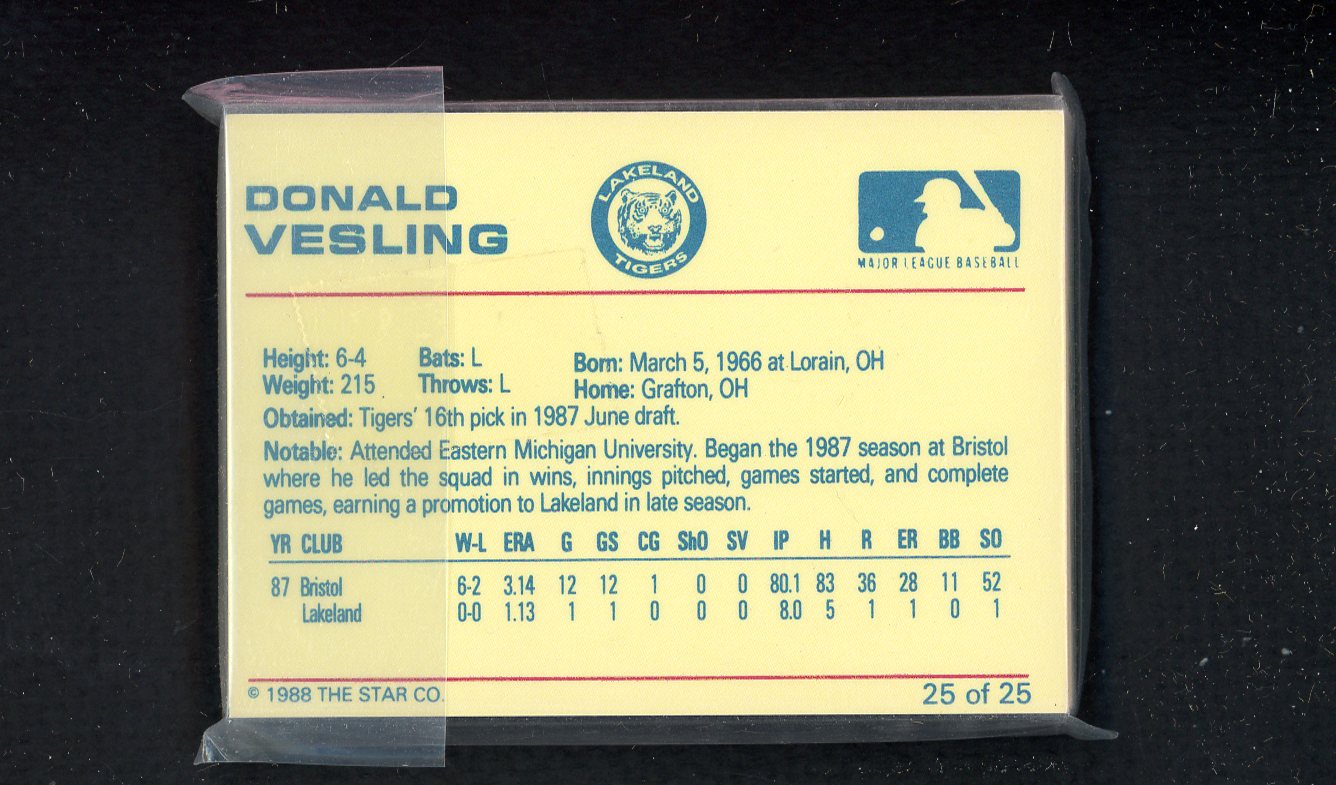 DONALD
VESLING
LAKELAND
TIGERS
MAJOR LEAGUE BASEBALL
Height: 6-4 Bats: L Born: March 5, 1966 at Lorain, OH
Weight: 215 Throws: L Home: Grafton, OH
Obtained: Tigers' 16th pick in 1987 June draft.
Notable: Attended Eastern Michigan University. Began the 1987 season at Bristol
where he led the squad in wins, innings pitched, games started, and complete
games, earning a promotion to Lakeland in late season.
YR CLUB W-L ERA G GS CG ShO SV IP H R ER BB SO
87 Bristol 6-2 3.14 12 12 1 0 0 80.1 83 36 28 11 52
Lakeland 0-0 1.13 1 1 0 0 0 8.0 5 1 1 0 1
© 1988 THE STAR CO. 25 of 25